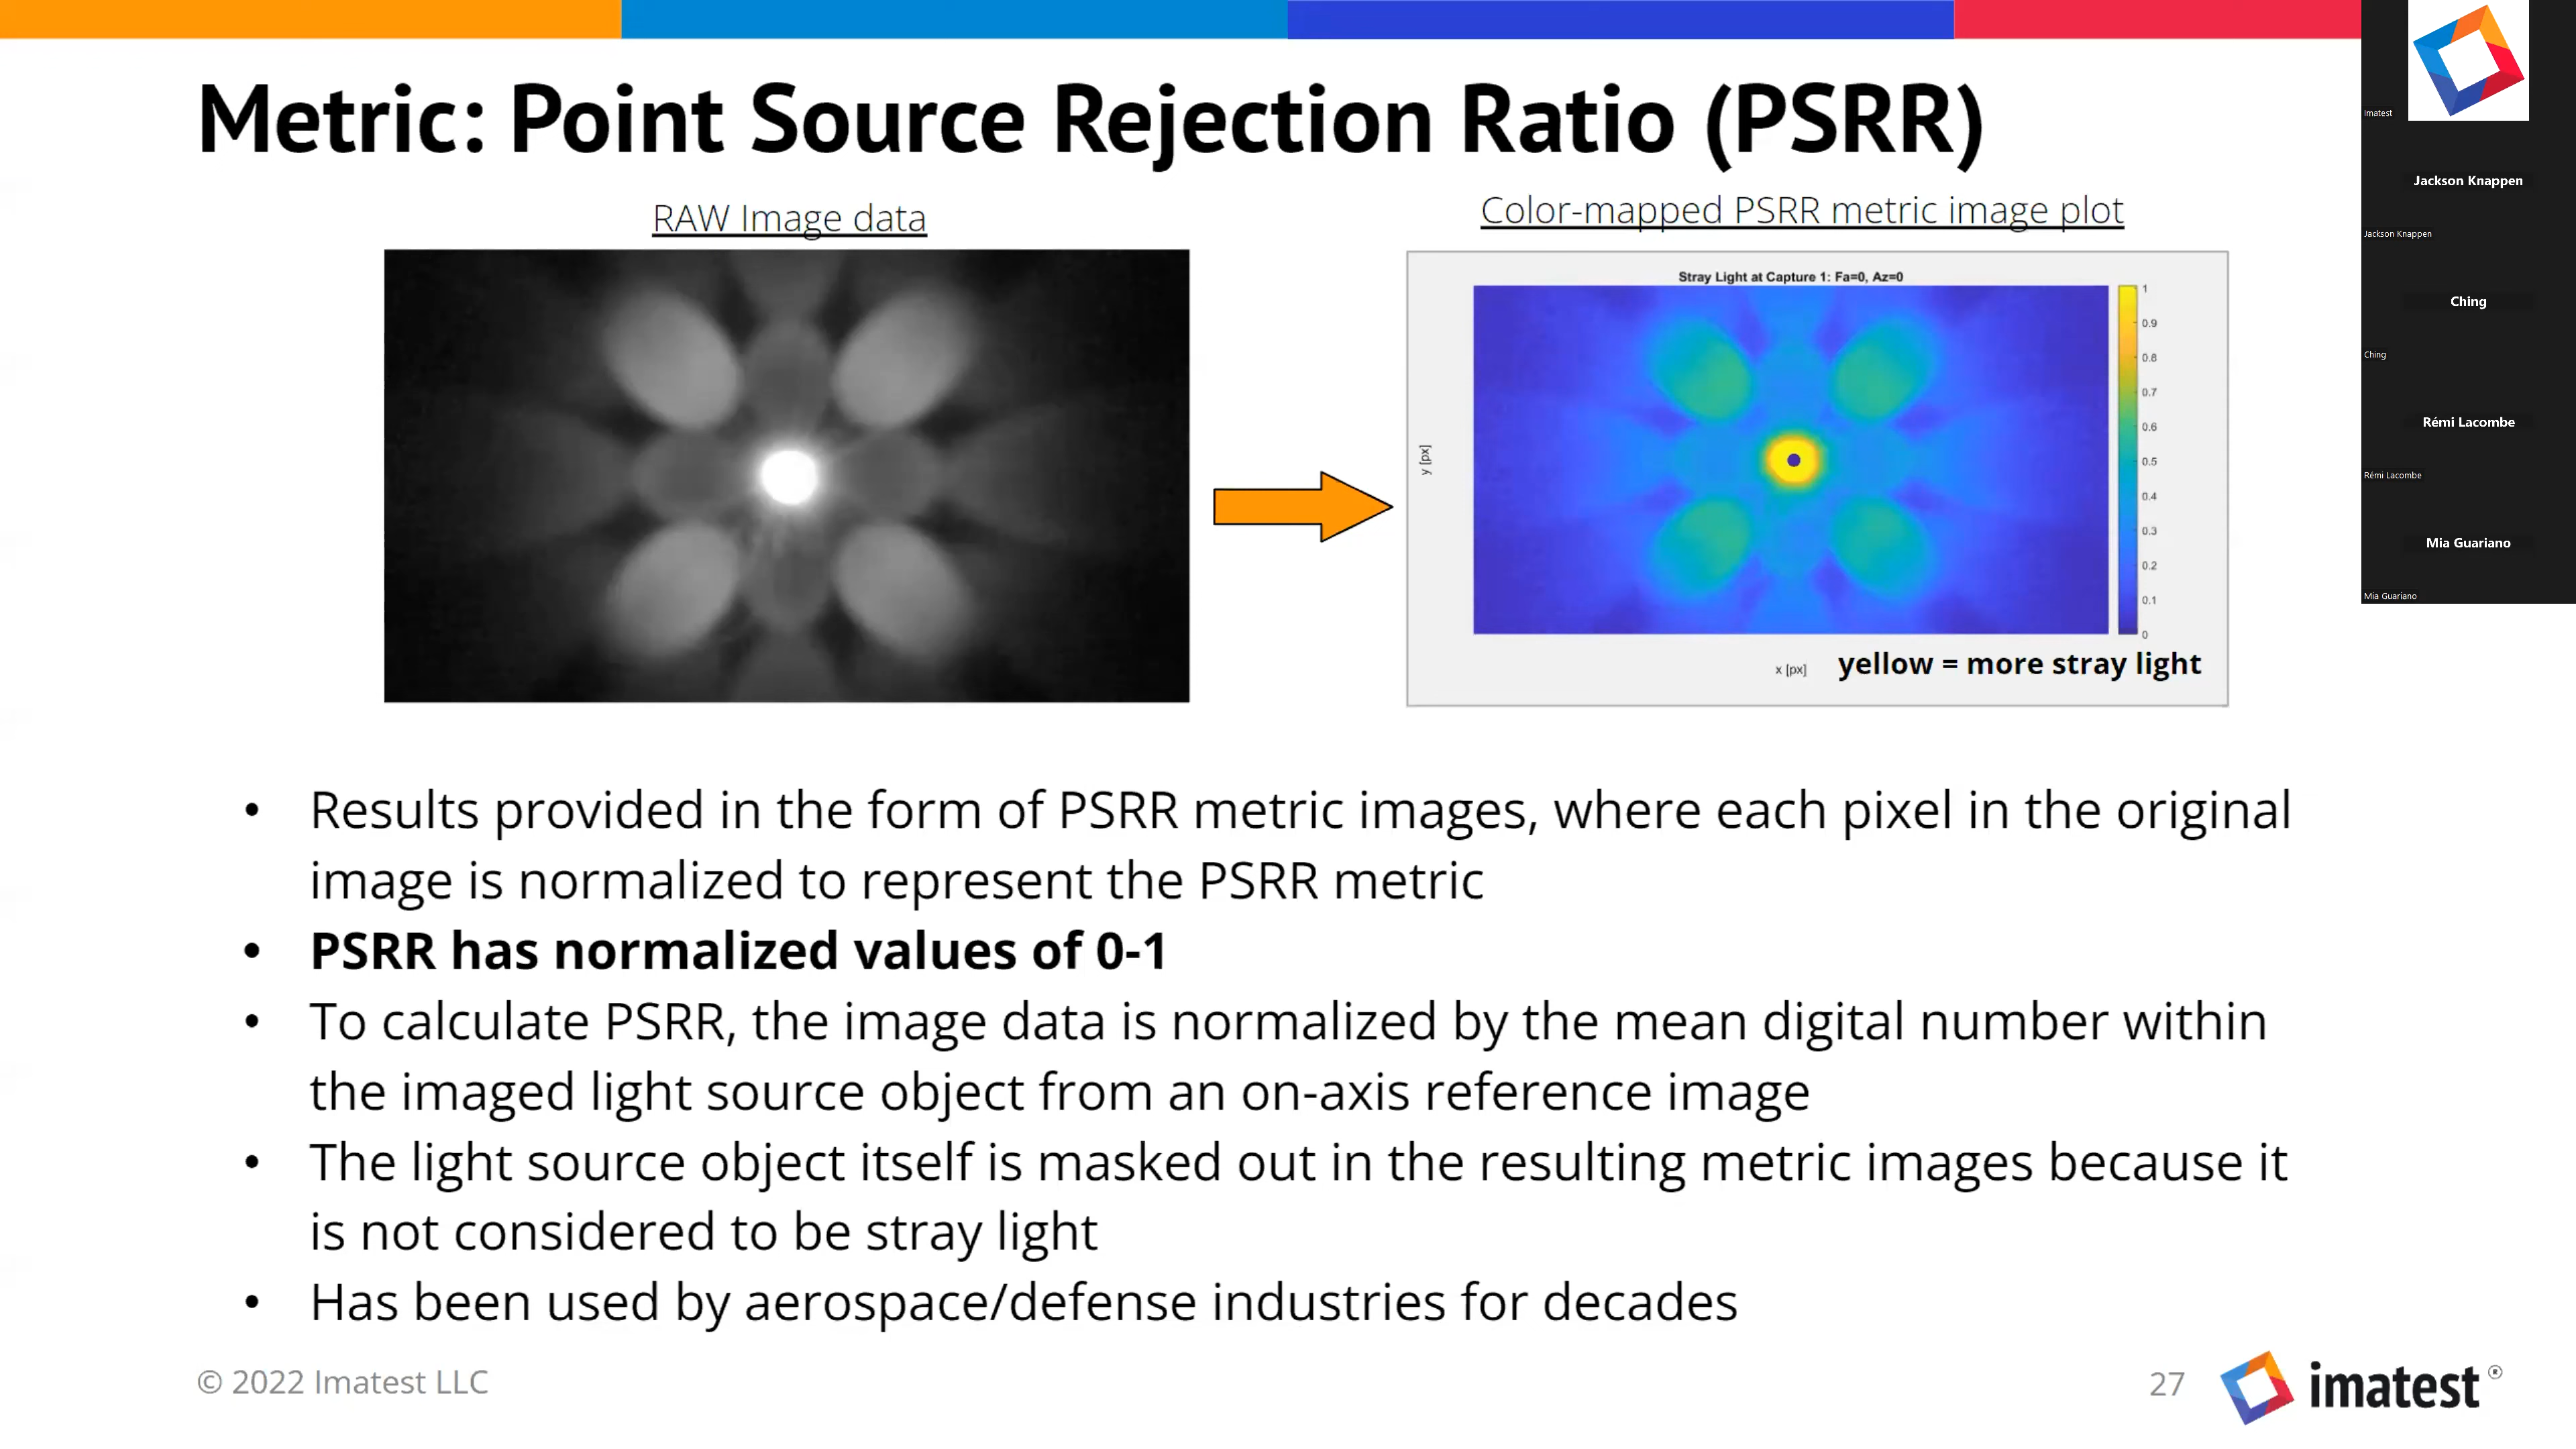 Metric: Point Source Rejection Ratio (PSRR)
RAW Image data
Color-mapped PSRR metric image plot
Stray Light at Capture 1: Fa=0, Az=0
1
0.9
0.8
0.7
0.6
0.5
0.4
0.3
0.2
0.1
0
y [px]
x [px]
yellow = more stray light
• Results provided in the form of PSRR metric images, where each pixel in the original
image is normalized to represent the PSRR metric
• PSRR has normalized values of 0-1
• To calculate PSRR, the image data is normalized by the mean digital number within
the imaged light source object from an on-axis reference image
• The light source object itself is masked out in the resulting metric images because it
is not considered to be stray light
• Has been used by aerospace/defense industries for decades
© 2022 Imatest LLC
27
imatest®
Imatest
Jackson Knappen
Jackson Knappen
Ching
Ching
Rémi Lacombe
Rémi Lacombe
Mia Guariano
Mia Guariano